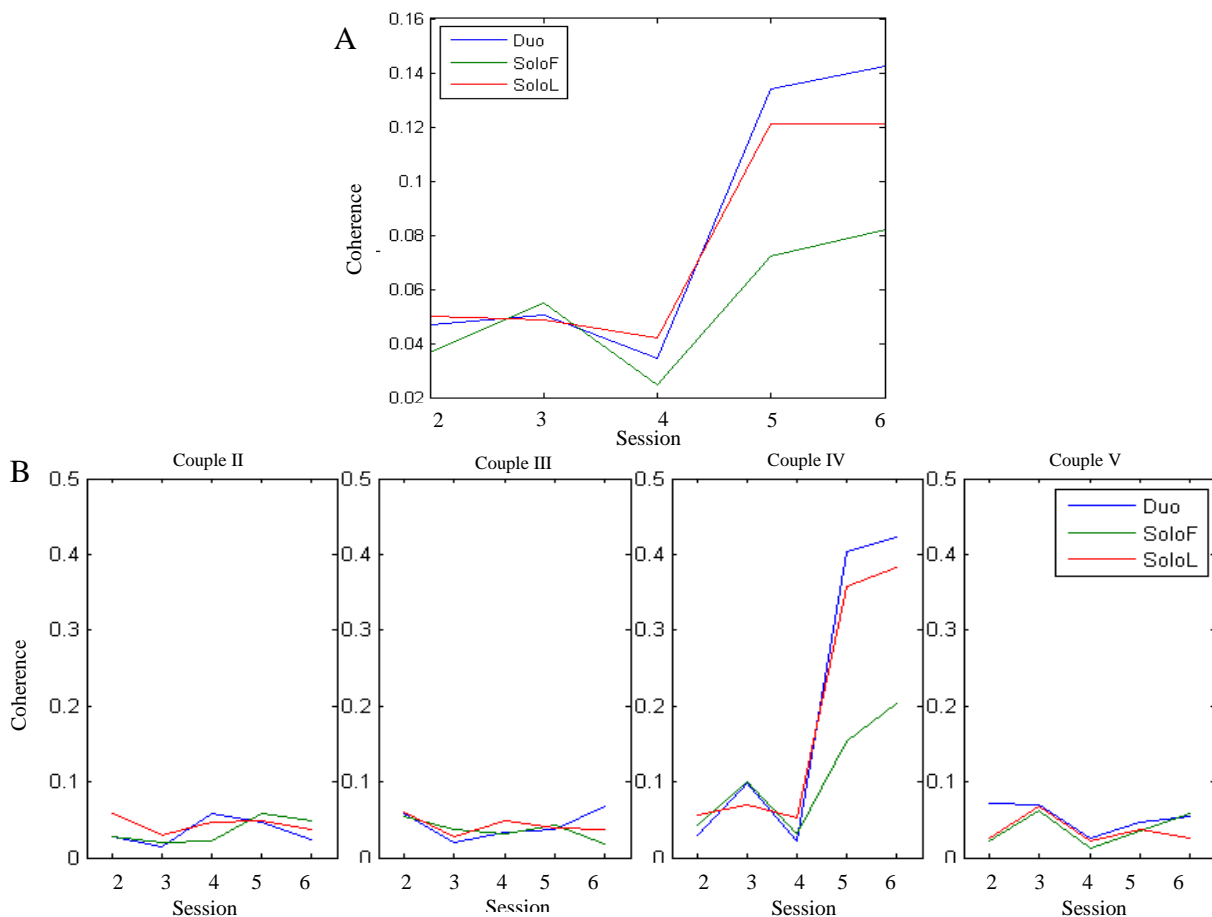 A
0.16
0.14
0.12
0.1
0.08
0.06
0.04
0.02
Coherence
Duo
SoloF
SoloL
2 3 4 5 6
Session
B
Couple II Couple III Couple IV Couple V
0.5 0.5 0.5 0.5
0.4 0.4 0.4 0.4
0.3 0.3 0.3 0.3
0.2 0.2 0.2 0.2
0.1 0.1 0.1 0.1
0 0 0 0
Coherence
Duo
SoloF
SoloL
2 3 4 5 6 2 3 4 5 6 2 3 4 5 6 2 3 4 5 6
Session Session Session Session